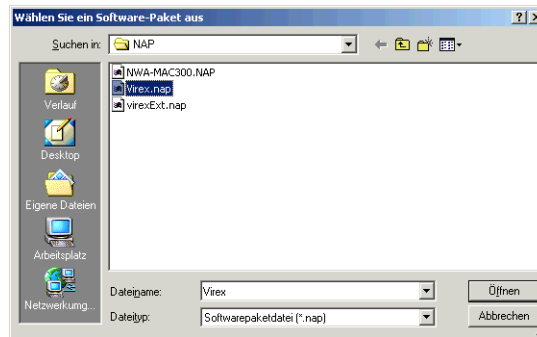 Wählen Sie ein Software-Paket aus
Suchen in: NAP
NWA-MAC300.NAP
Virex.nap
virexExt.nap
Verlauf
Desktop
Eigene Dateien
Arbeitsplatz
Netzwerkumg...
Dateiname: Virex Öffnen
Dateityp: Softwarepaketdatei (*.nap) Abbrechen